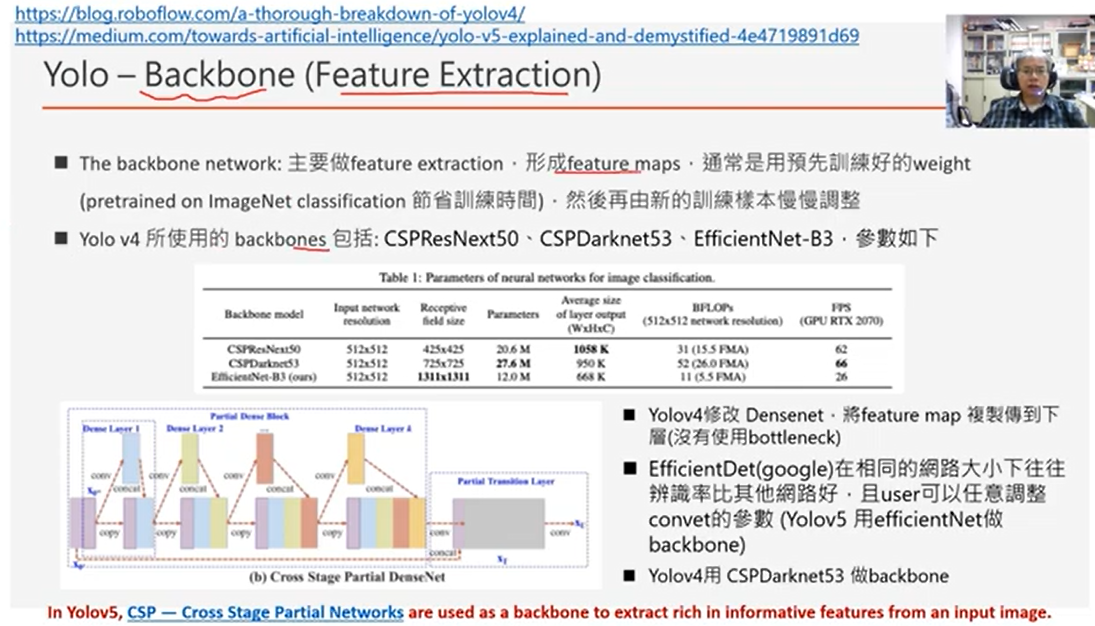 https://blog.roboflow.com/a-thorough-breakdown-of-yolov4/
https://medium.com/towards-artificial-intelligence/yolo-v5-explained-and-demystified-4e4719891d69
Yolo – Backbone (Feature Extraction)
■ The backbone network: 主要做feature extraction，形成feature maps，通常是用預先訓練好的weight
(pretrained on ImageNet classification 節省訓練時間)，然後再由新的訓練樣本慢慢調整
■ Yolo v4 所使用的 backbones 包括: CSPResNext50、CSPDarknet53、EfficientNet-B3，參數如下
Table 1: Parameters of neural networks for image classification.
Backbone model | Input network resolution | Receptive field size | Parameters | Average size of layer output (WxHxC) | BFLOPs (512x512 network resolution) | FPS (GPU RTX 2070)
CSPResNext50 512x512 425x425 20.6 M 1058 K 31 (15.5 FMA) 62
CSPDarknet53 512x512 725x725 27.6 M 950 K 52 (26.0 FMA) 66
EfficientNet-B3 (ours) 512x512 1311x1311 12.0 M 668 K 11 (5.5 FMA) 26
Partial Dense Block
Dense Layer 1 Dense Layer 2 ... Dense Layer k
conv conv conv conv
concat concat concat concat
Partial Transition Layer
copy copy copy copy conv conv
concat
(b) Cross Stage Partial DenseNet
■ Yolov4修改 Densenet，將feature map 複製傳到下
層(沒有使用bottleneck)
■ EfficientDet(google)在相同的網路大小下往往
辨識率比其他網路好，且user可以任意調整
convet的參數 (Yolov5 用efficientNet做
backbone)
■ Yolov4用 CSPDarknet53 做backbone
In Yolov5, CSP — Cross Stage Partial Networks are used as a backbone to extract rich in informative features from an input image.